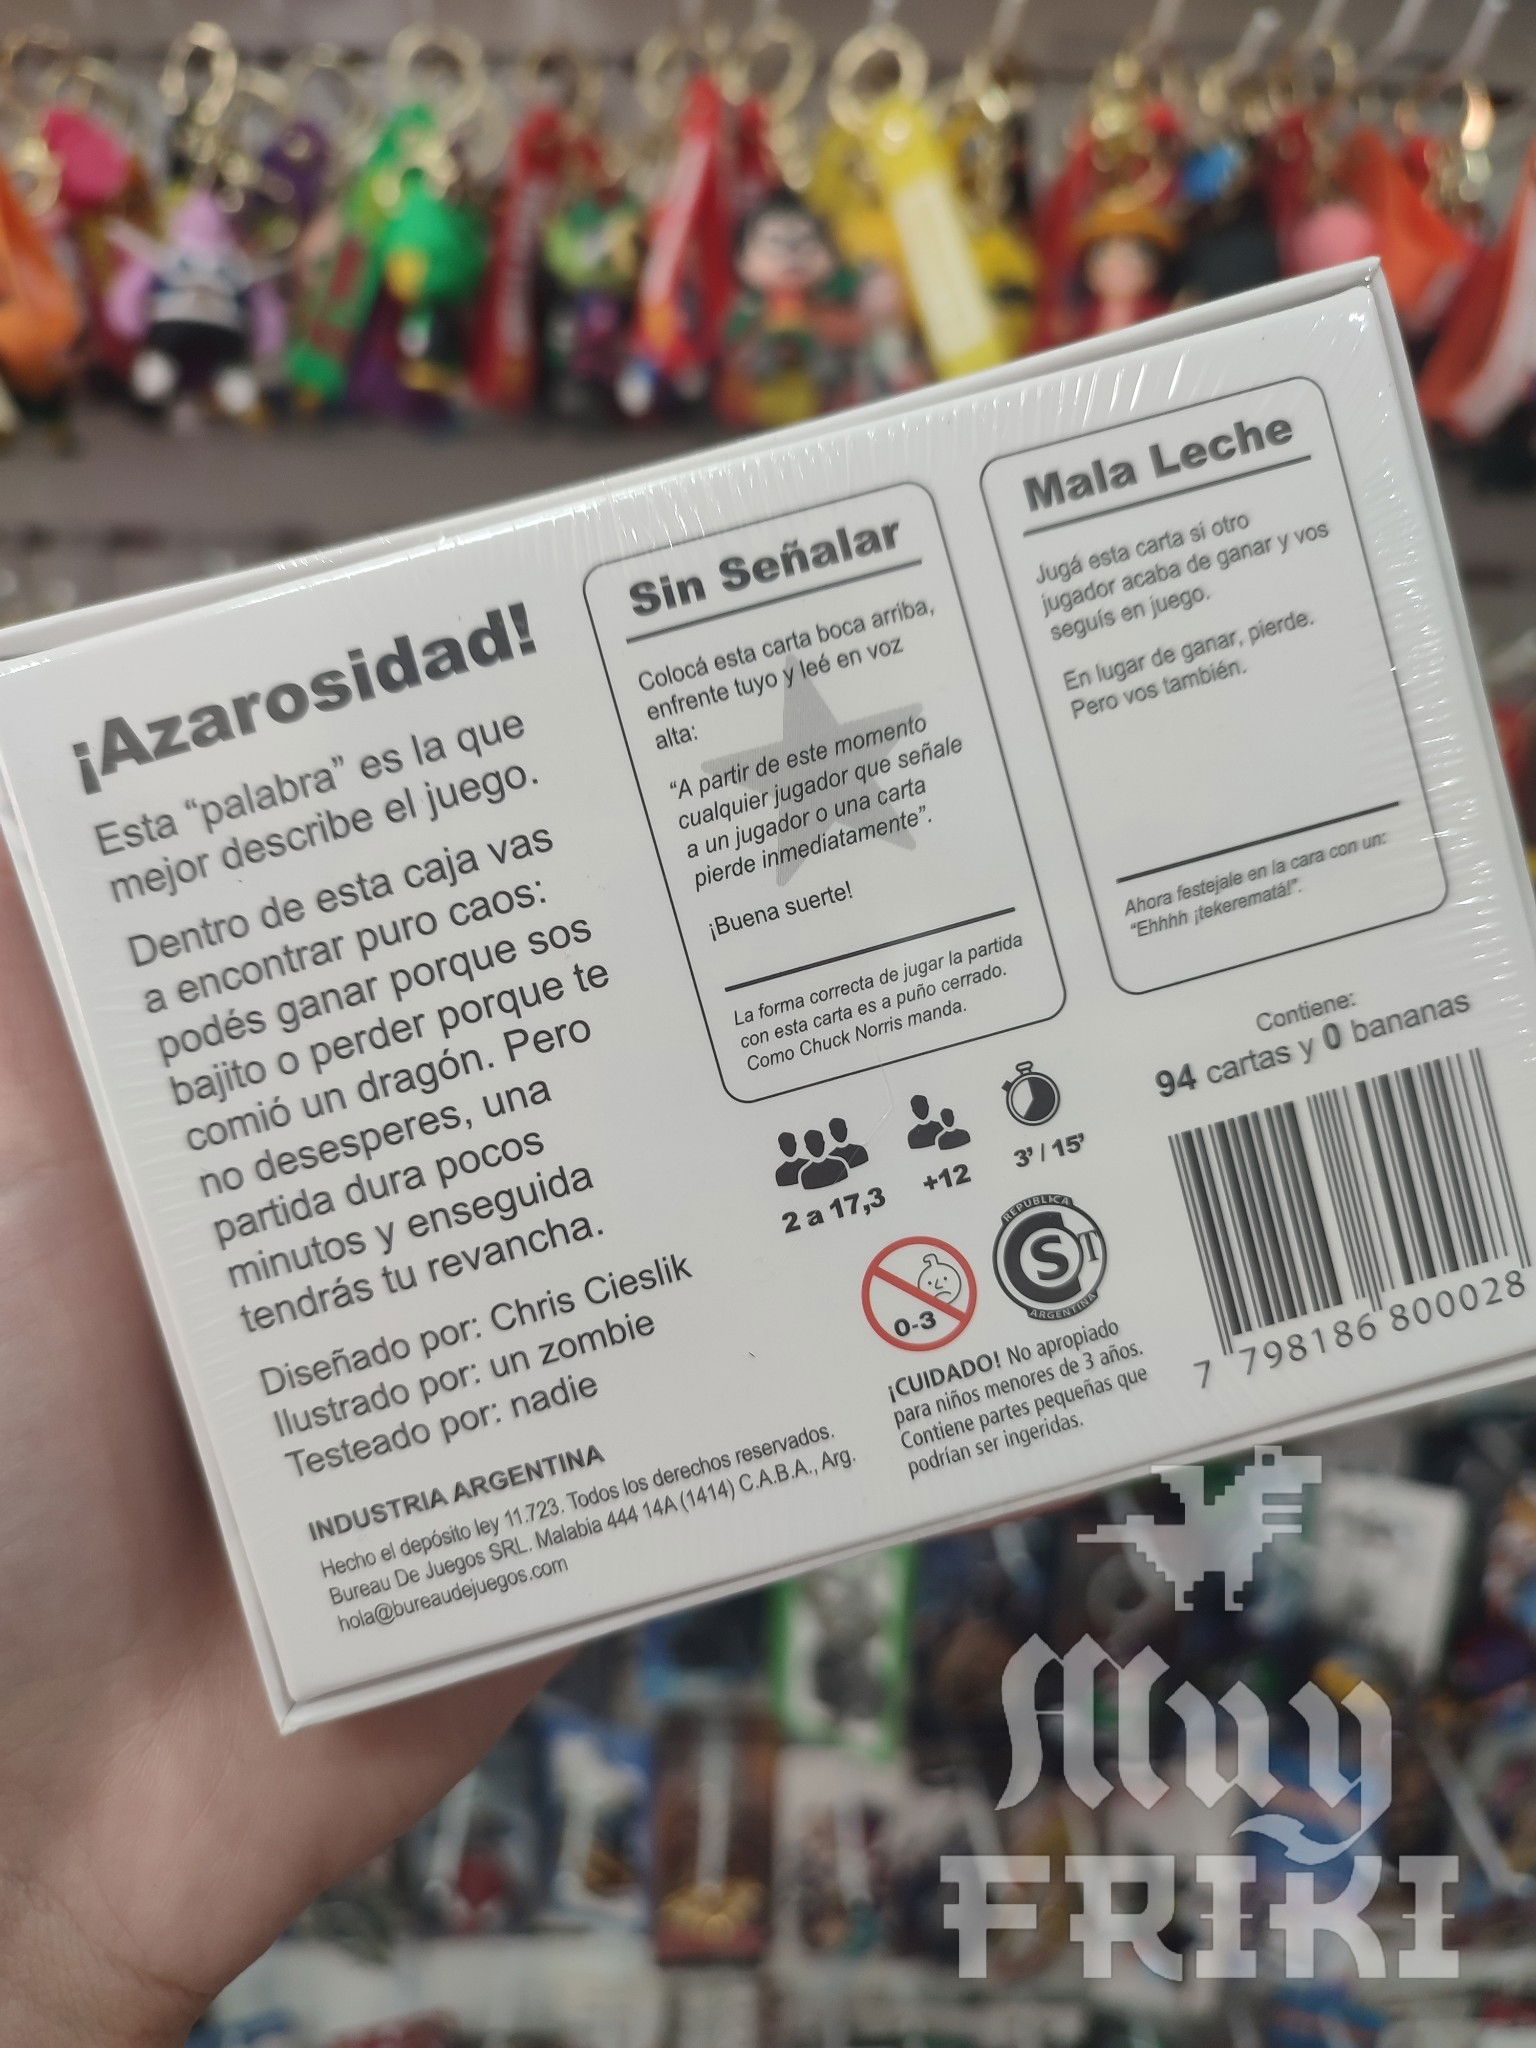 ¡Azarosidad!
Esta “palabra” es la que
mejor describe el juego.
Dentro de esta caja vas
a encontrar puro caos:
podés ganar porque sos
bajito o perder porque te
comió un dragón. Pero
no desesperes, una
partida dura pocos
minutos y enseguida
tendrás tu revancha.
Diseñado por: Chris Cieslik
Ilustrado por: un zombie
Testeado por: nadie
INDUSTRIA ARGENTINA
Hecho el depósito ley 11.723. Todos los derechos reservados.
Bureau De Juegos SRL. Malabia 444 14A (1414) C.A.B.A., Arg.
hola@bureaudejuegos.com
Sin Señalar
Colocá esta carta boca arriba,
enfrente tuyo y leé en voz
alta:
“A partir de este momento
cualquier jugador que señale
a un jugador o una carta
pierde inmediatamente”.
¡Buena suerte!
La forma correcta de jugar la partida
con esta carta es a puño cerrado.
Como Chuck Norris manda.
Mala Leche
Jugá esta carta si otro
jugador acaba de ganar y vos
seguís en juego.
En lugar de ganar, pierde.
Pero vos también.
Ahora festejale en la cara con un:
“Ehhhh ¡tekerematá!”.
2 a 17,3
+12
3’ / 15’
Contiene:
94 cartas y 0 bananas
0-3
REPUBLICA
CST
ARGENTINA
¡CUIDADO! No apropiado
para niños menores de 3 años.
Contiene partes pequeñas que
podrían ser ingeridas.
7 798186 800028
Muy
FRIKI